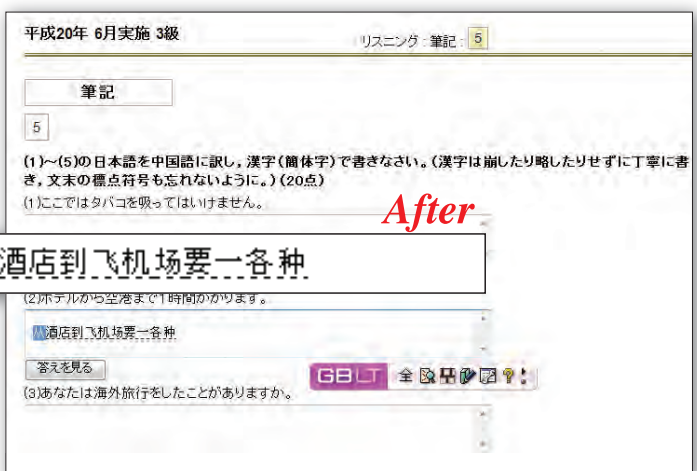 平成20年 6月実施 3級
リスニング : 筆記 : 5
筆記
5
(1)～(5)の日本語を中国語に訳し，漢字（簡体字）で書きなさい。（漢字は崩したり略したりせずに丁寧に書
き，文末の標点符号も忘れないように。）(20点)
(1)ここではタバコを吸ってはいけません。
After
酒店到飞机场要一各种
(2)ホテルから空港まで1時間かかります。
从酒店到飞机场要一各种
答えを見る
GBLT 全
(3)あなたは海外旅行をしたことがありますか。